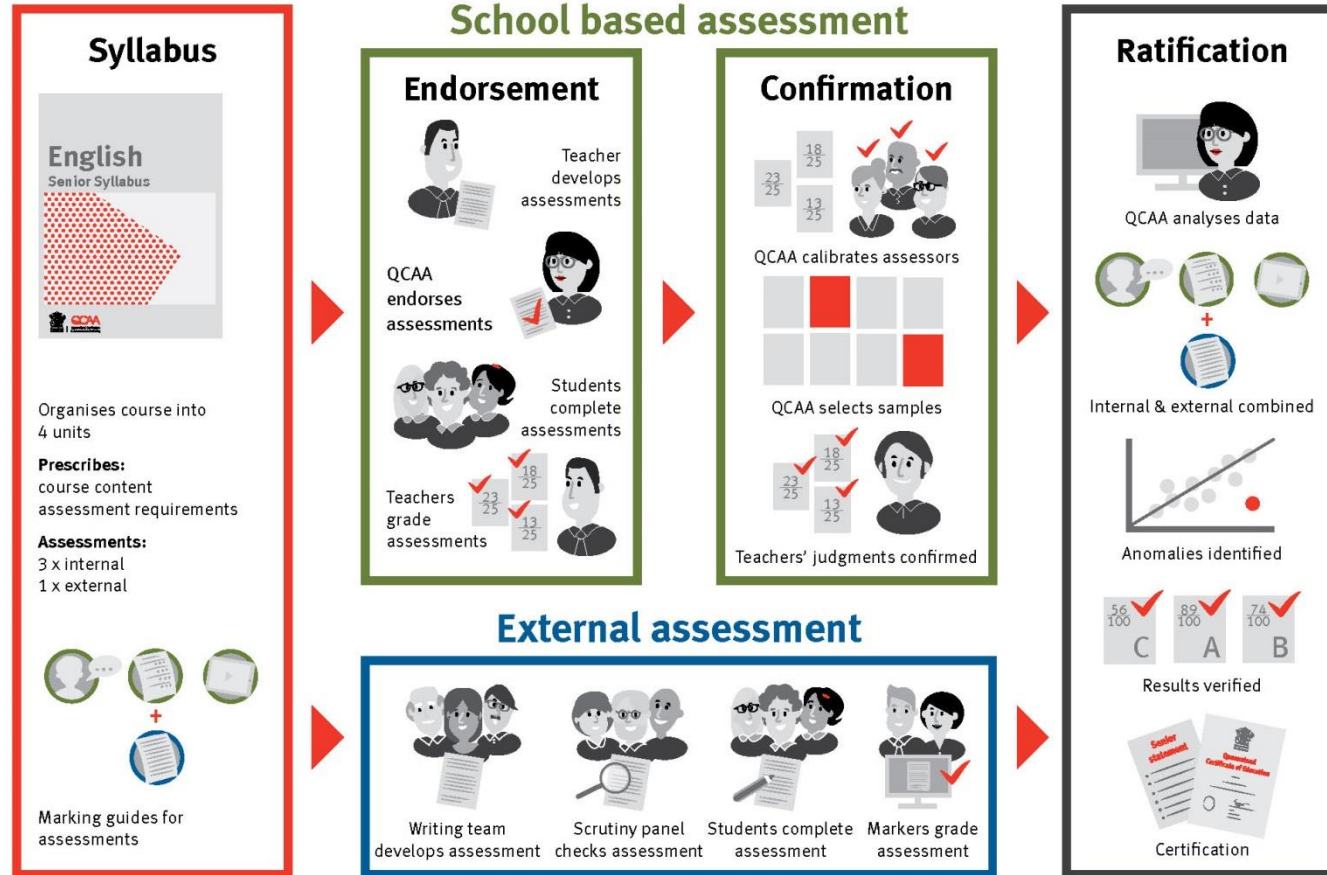 Syllabus
English
Senior Syllabus
QCAA
Organises course into
4 units
Prescribes:
course content
assessment requirements
Assessments:
3 x internal
1 x external
+
Marking guides for
assessments
School based assessment
Endorsement
Teacher
develops
assessments
QCAA
endorses
assessments
Students
complete
assessments
Teachers
grade
assessments
23
25
18
25
13
25
Confirmation
23
25
18
25
13
25
QCAA calibrates assessors
QCAA selects samples
23
25
18
25
13
25
Teachers’ judgments confirmed
External assessment
Writing team
develops assessment
Scrutiny panel
checks assessment
Students complete
assessment
Markers grade
assessment
Ratification
QCAA analyses data
+
Internal & external combined
Anomalies identified
56
100
C
89
100
A
74
100
B
Results verified
Senior
statement
Queensland
Certificate of Education
Certification